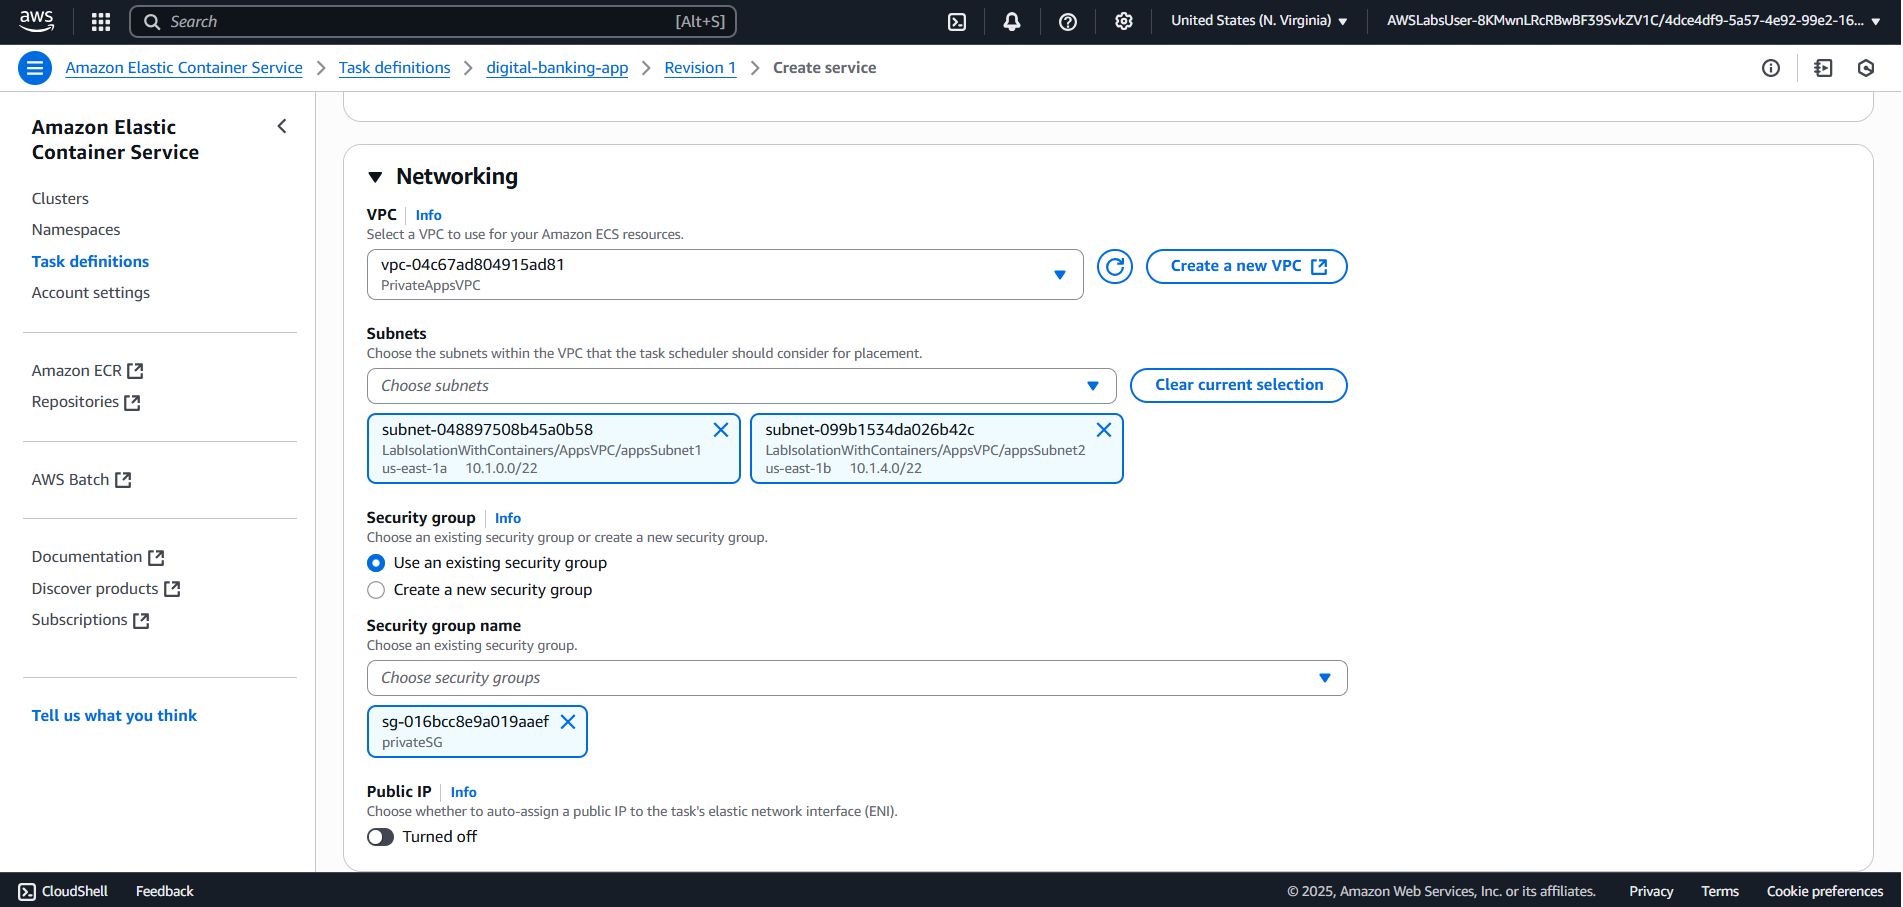 aws
Search
[Alt+S]
United States (N. Virginia)
AWSLabsUser-8KMwnLRcRBwBF39SvkZV1C/4dce4df9-5a57-4e92-99e2-16...
Amazon Elastic Container Service
Task definitions
digital-banking-app
Revision 1
Create service
Amazon Elastic
Container Service
Clusters
Namespaces
Task definitions
Account settings
Amazon ECR
Repositories
AWS Batch
Documentation
Discover products
Subscriptions
Tell us what you think
Networking
VPC Info
Select a VPC to use for your Amazon ECS resources.
vpc-04c67ad804915ad81
PrivateAppsVPC
Create a new VPC
Subnets
Choose the subnets within the VPC that the task scheduler should consider for placement.
Choose subnets
Clear current selection
subnet-048897508b45a0b58
LabIsolationWithContainers/AppsVPC/appsSubnet1
us-east-1a 10.1.0.0/22
subnet-099b1534da026b42c
LabIsolationWithContainers/AppsVPC/appsSubnet2
us-east-1b 10.1.4.0/22
Security group Info
Choose an existing security group or create a new security group.
Use an existing security group
Create a new security group
Security group name
Choose an existing security group.
Choose security groups
sg-016bcc8e9a019aaef
privateSG
Public IP Info
Choose whether to auto-assign a public IP to the task's elastic network interface (ENI).
Turned off
CloudShell
Feedback
© 2025, Amazon Web Services, Inc. or its affiliates.
Privacy
Terms
Cookie preferences